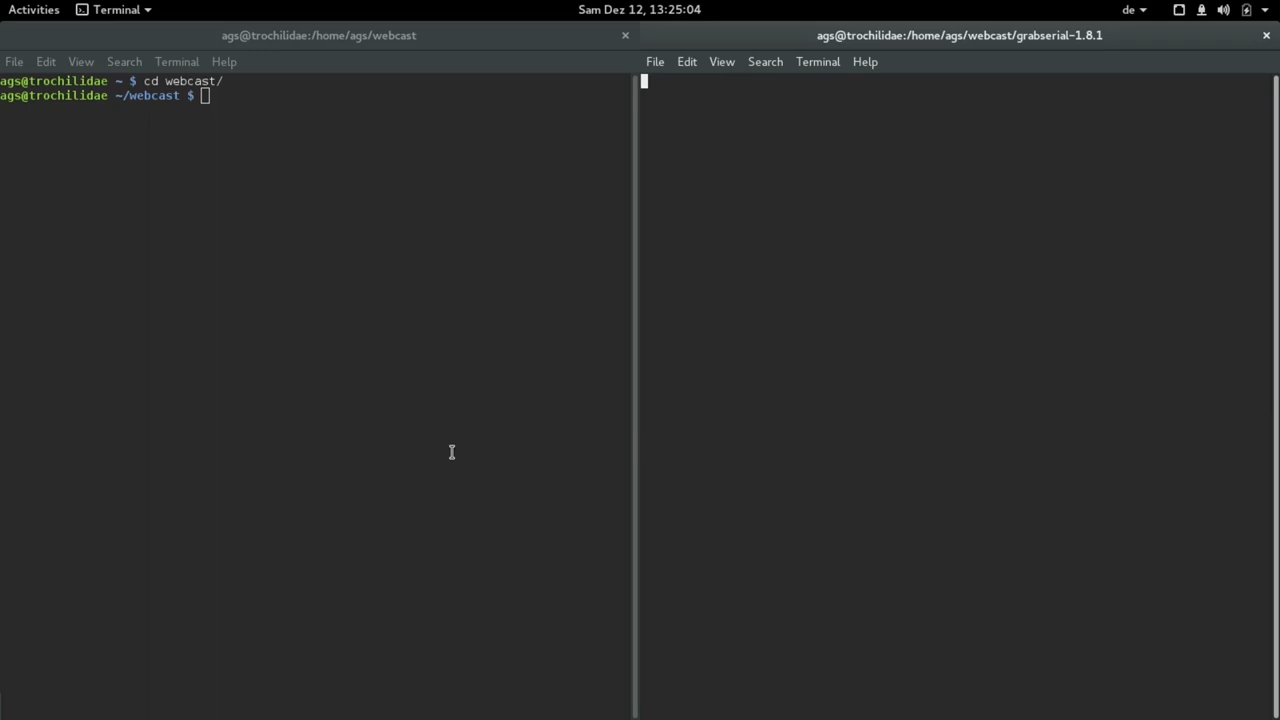 Activities Terminal Sam Dez 12, 13:25:04 de
ags@trochilidae:/home/ags/webcast
File Edit View Search Terminal Help
ags@trochilidae ~ $ cd webcast/
ags@trochilidae ~/webcast $
ags@trochilidae:/home/ags/webcast/grabserial-1.8.1
File Edit View Search Terminal Help